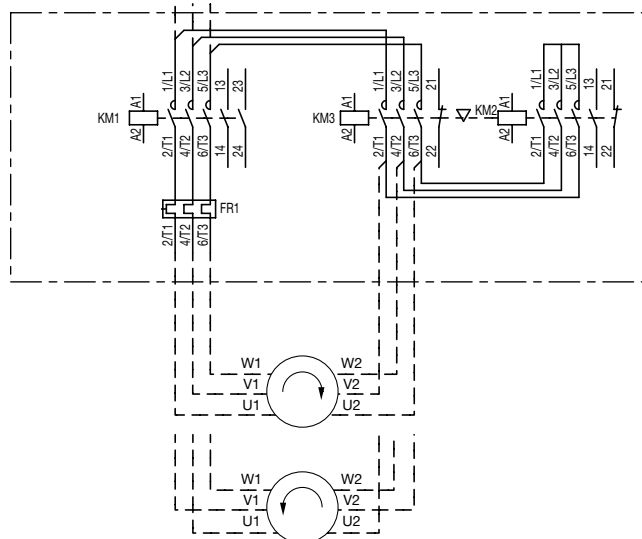 1/L1 3/L2 5/L3 13 23
KM1 A1 A2
2/T1 4/T2 6/T3 14 24
1/L1 3/L2 5/L3 21
KM3 A1 A2
2/T1 4/T2 6/T3 22
1/L1 3/L2 5/L3 13 21
KM2 A1 A2
2/T1 4/T2 6/T3 14 22
FR1
2/T1 4/T2 6/T3
W1 W2
V1 V2
U1 U2
W1 W2
V1 V2
U1 U2